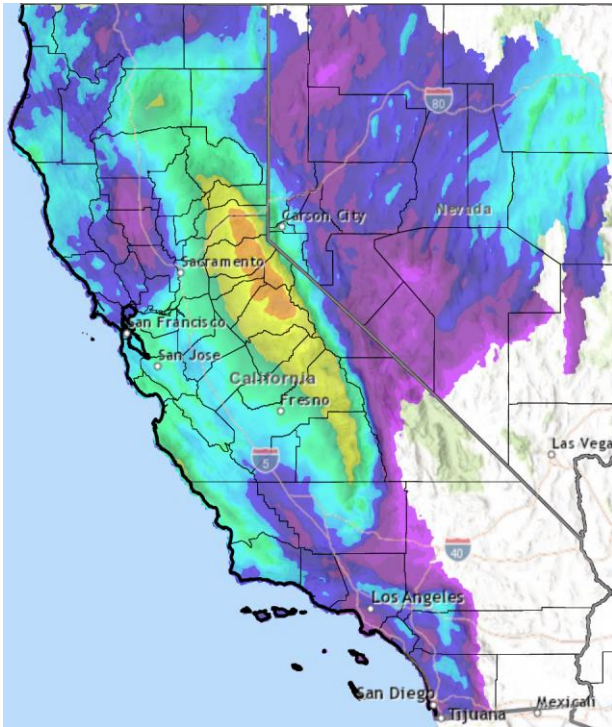 80
Carson City
Nevada
Sacramento
San Francisco
San Jose
California
Fresno
5
Las Vega
40
Los Angeles
San Diego
Tijuana
Mexicali